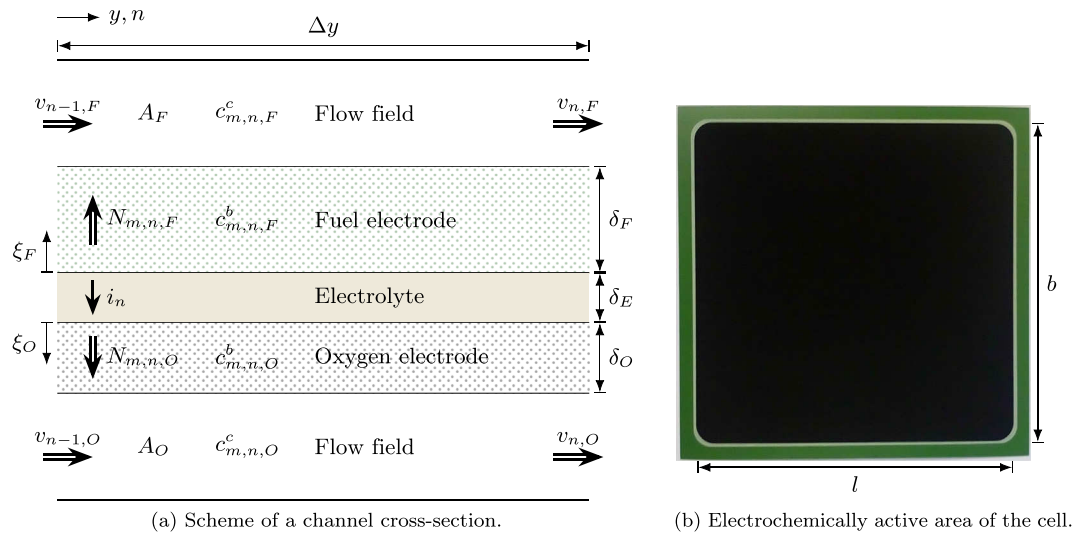 y, n
Δy
v_{n−1,F} A_F c^c_{m,n,F} Flow field v_{n,F}
N_{m,n,F} c^b_{m,n,F} Fuel electrode δ_F
ξ_F
i_n Electrolyte δ_E
ξ_O
N_{m,n,O} c^b_{m,n,O} Oxygen electrode δ_O
v_{n−1,O} A_O c^c_{m,n,O} Flow field v_{n,O}
(a) Scheme of a channel cross-section.
b
l
(b) Electrochemically active area of the cell.